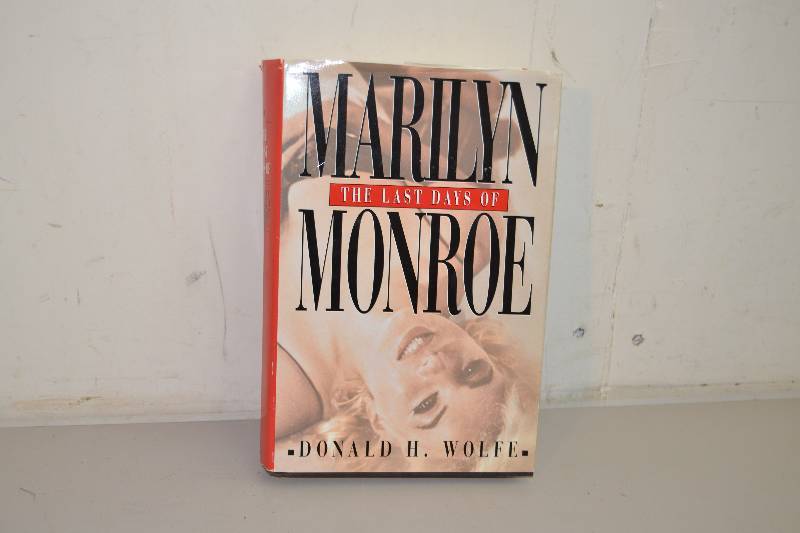 MARILYN
THE LAST DAYS OF
MONROE
DONALD H. WOLFE